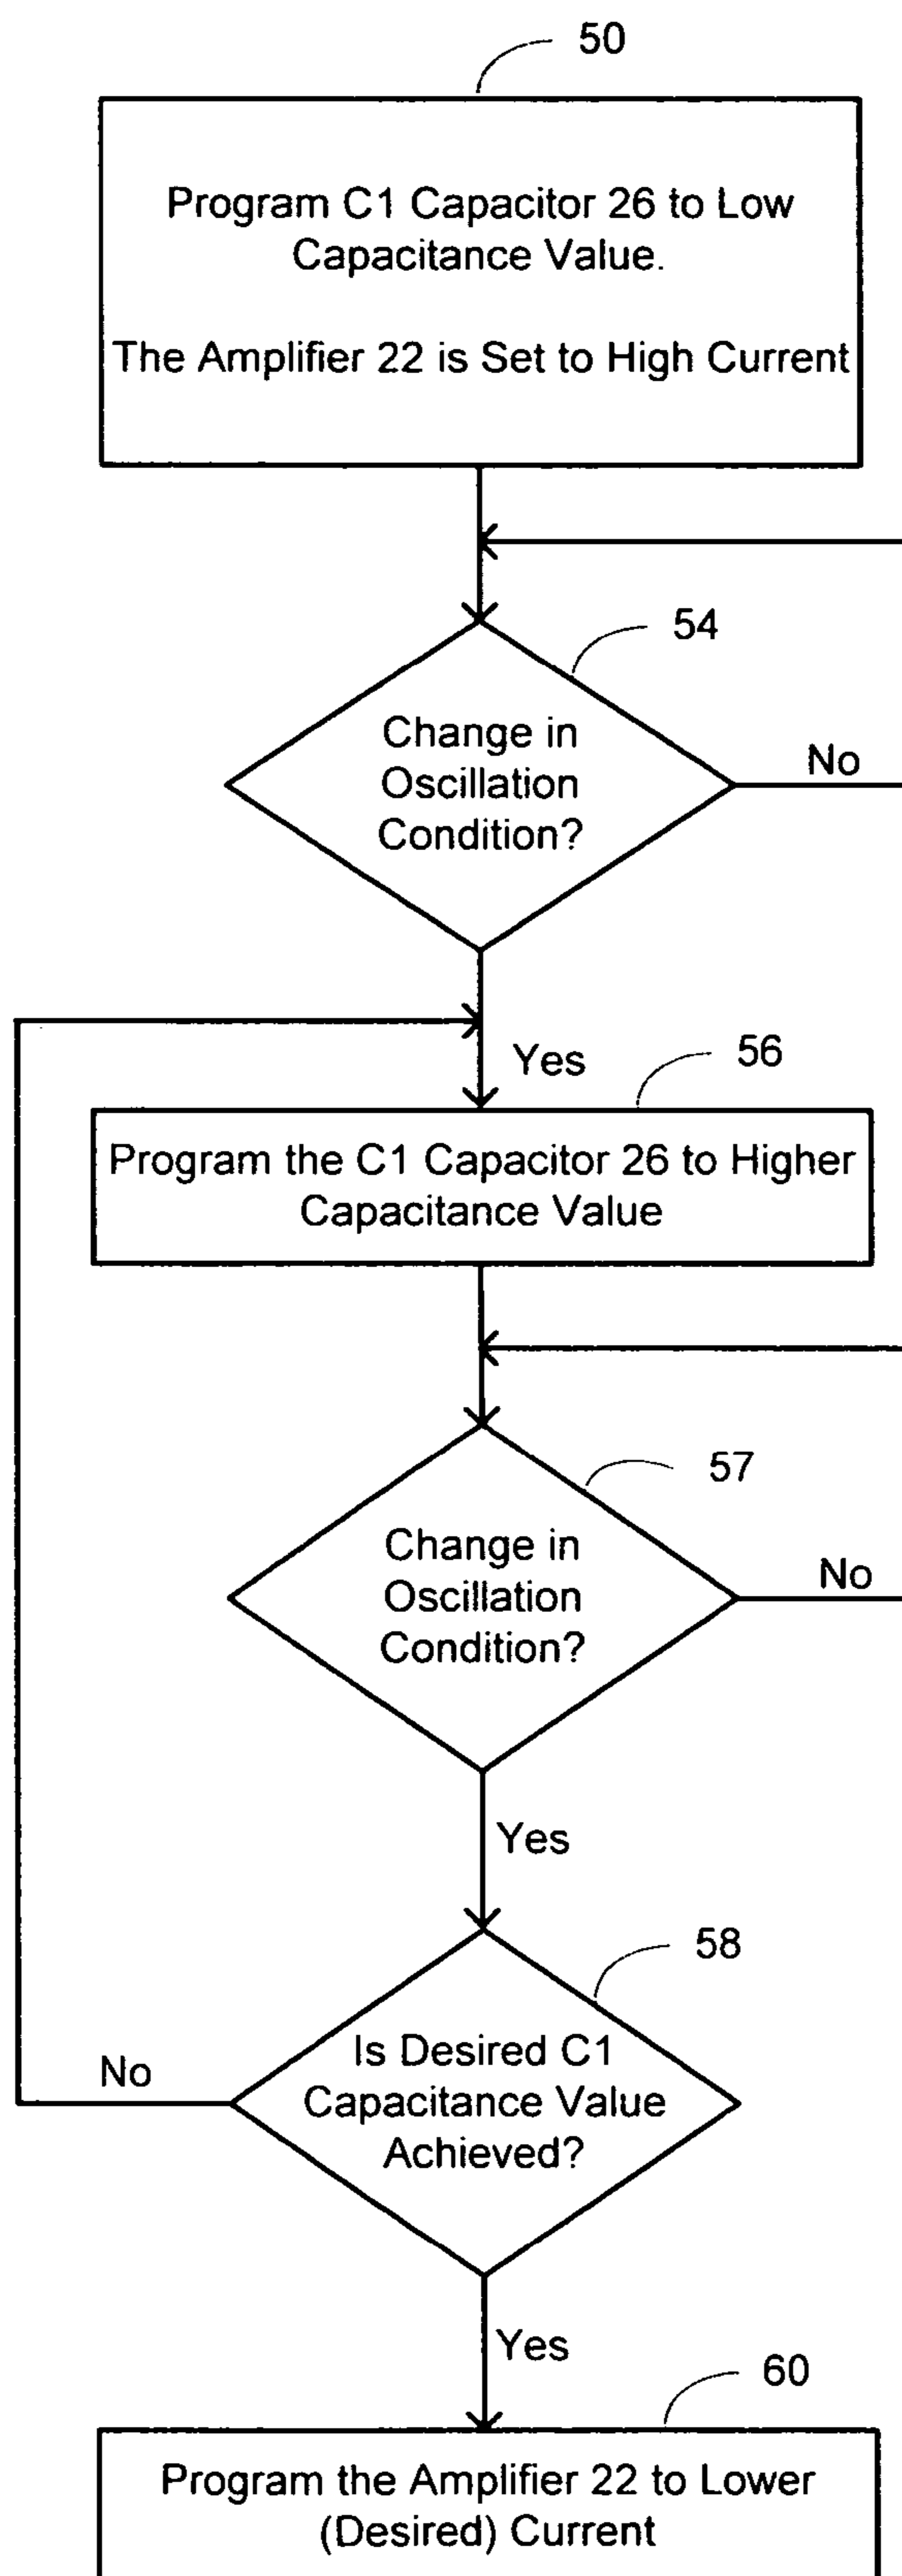 50
Program C1 Capacitor 26 to Low
Capacitance Value.
The Amplifier 22 is Set to High Current
54
Change in
Oscillation
Condition?
No
Yes
56
Program the C1 Capacitor 26 to Higher
Capacitance Value
57
Change in
Oscillation
Condition?
No
Yes
58
Is Desired C1
Capacitance Value
Achieved?
No
Yes
60
Program the Amplifier 22 to Lower
(Desired) Current